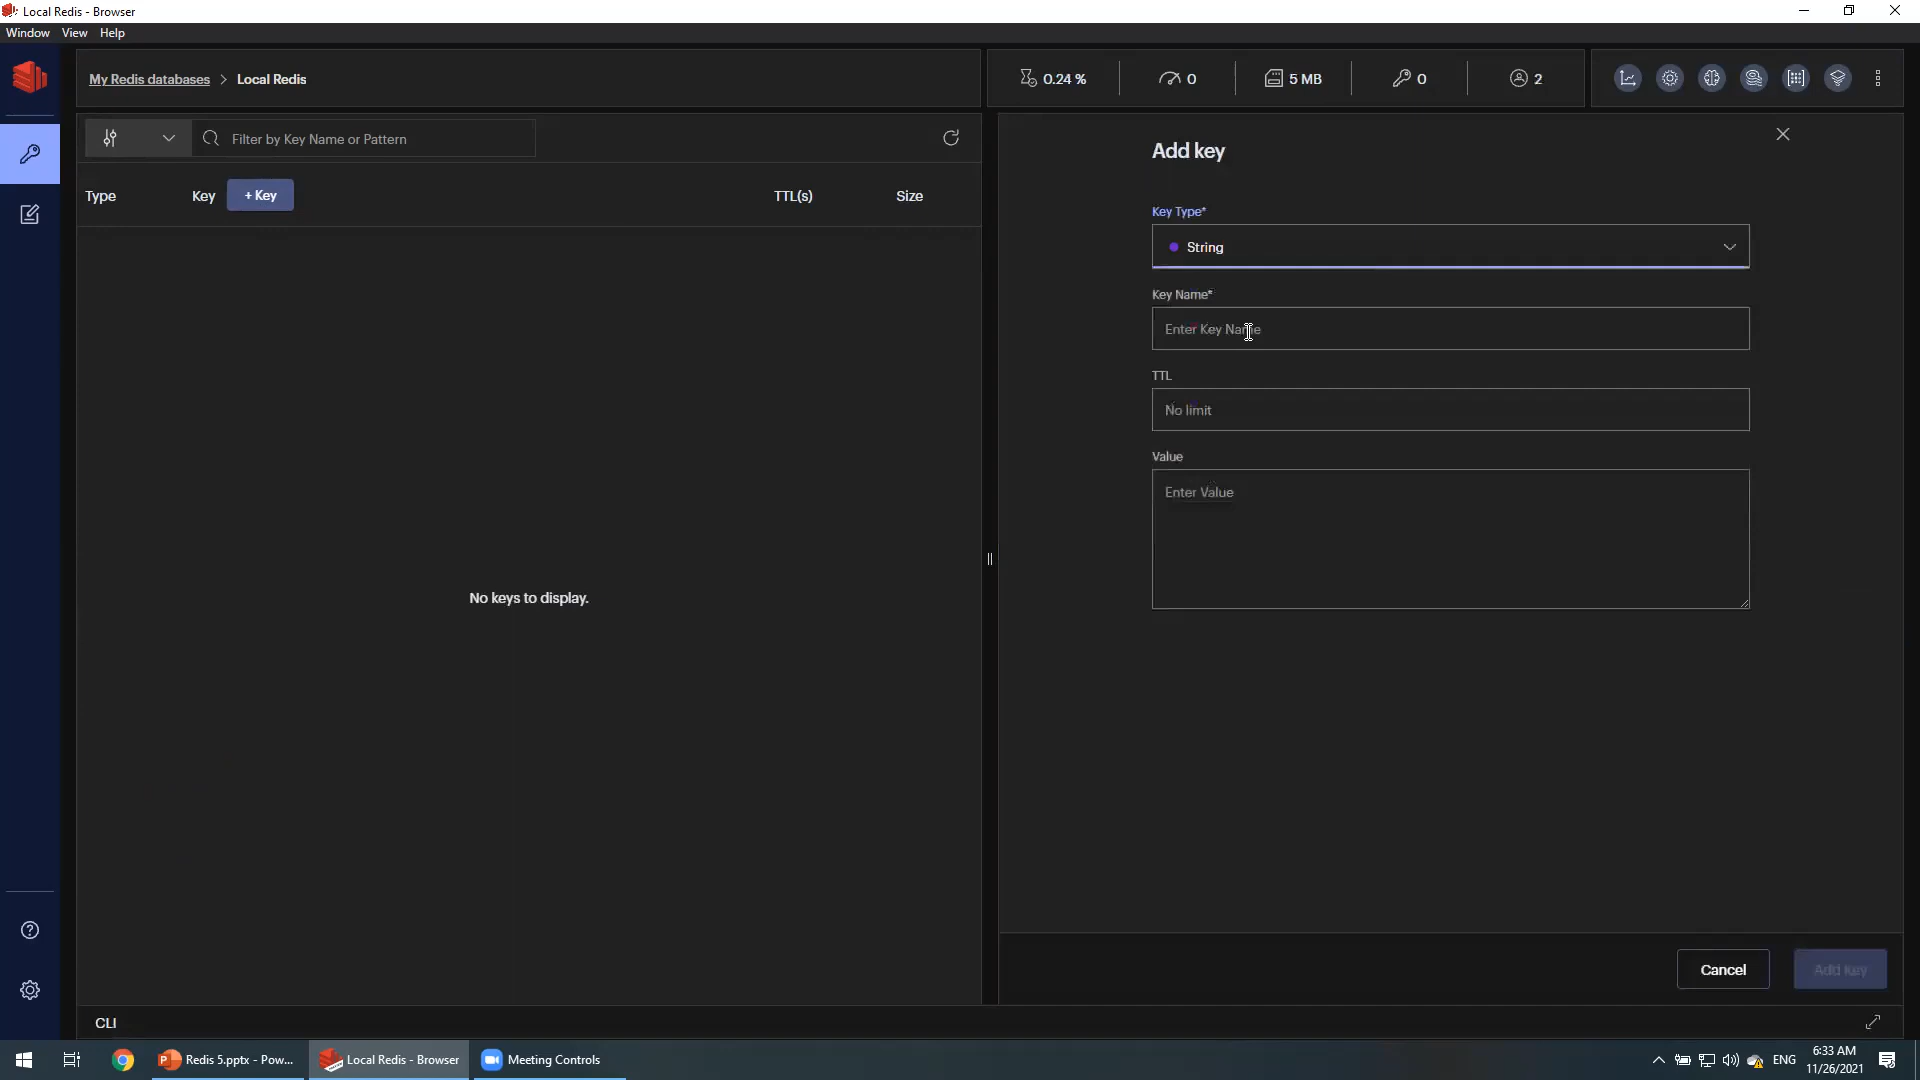 Local Redis - Browser
Window View Help
My Redis databases > Local Redis
0.24 % 0 5 MB 0 2
Filter by Key Name or Pattern
Add key
Type Key + Key TTL(s) Size
Key Type*
String
Key Name*
Enter Key Name
TTL
No limit
Value
Enter Value
No keys to display.
Cancel Add key
CLI
Redis 5.pptx - Pow... Local Redis - Browser Meeting Controls ENG 6:33 AM
11/26/2021